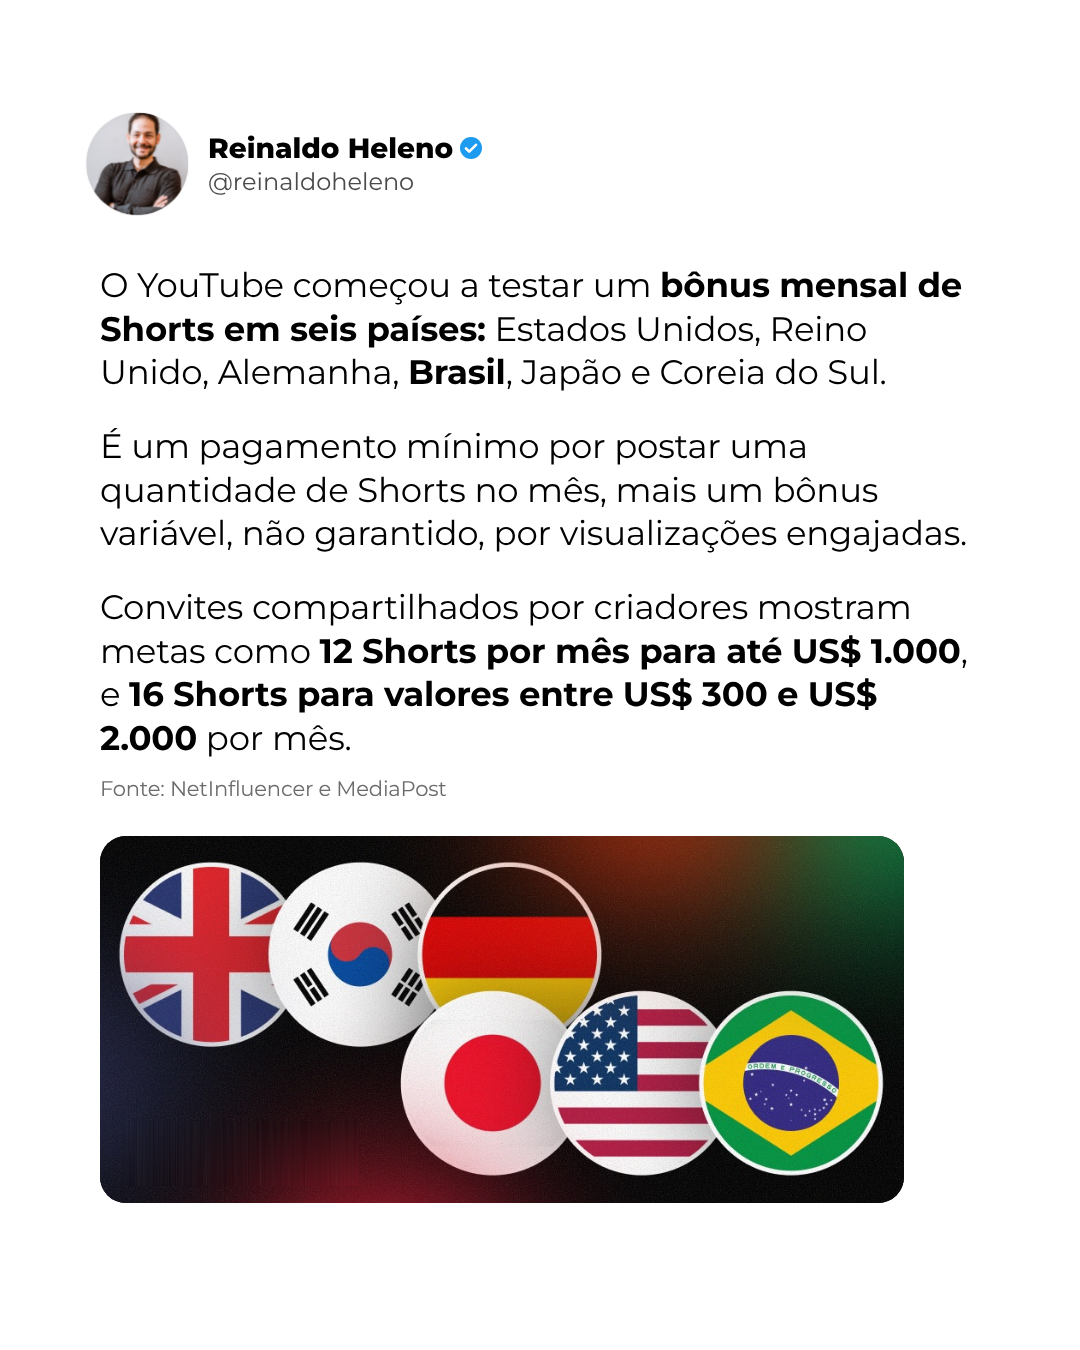 Reinaldo Heleno
@reinaldoheleno
O YouTube começou a testar um bônus mensal de
Shorts em seis países: Estados Unidos, Reino
Unido, Alemanha, Brasil, Japão e Coreia do Sul.
É um pagamento mínimo por postar uma
quantidade de Shorts no mês, mais um bônus
variável, não garantido, por visualizações engajadas.
Convites compartilhados por criadores mostram
metas como 12 Shorts por mês para até US$ 1.000,
e 16 Shorts para valores entre US$ 300 e US$
2.000 por mês.
Fonte: NetInfluencer e MediaPost
ORDEM E PROGRESSO